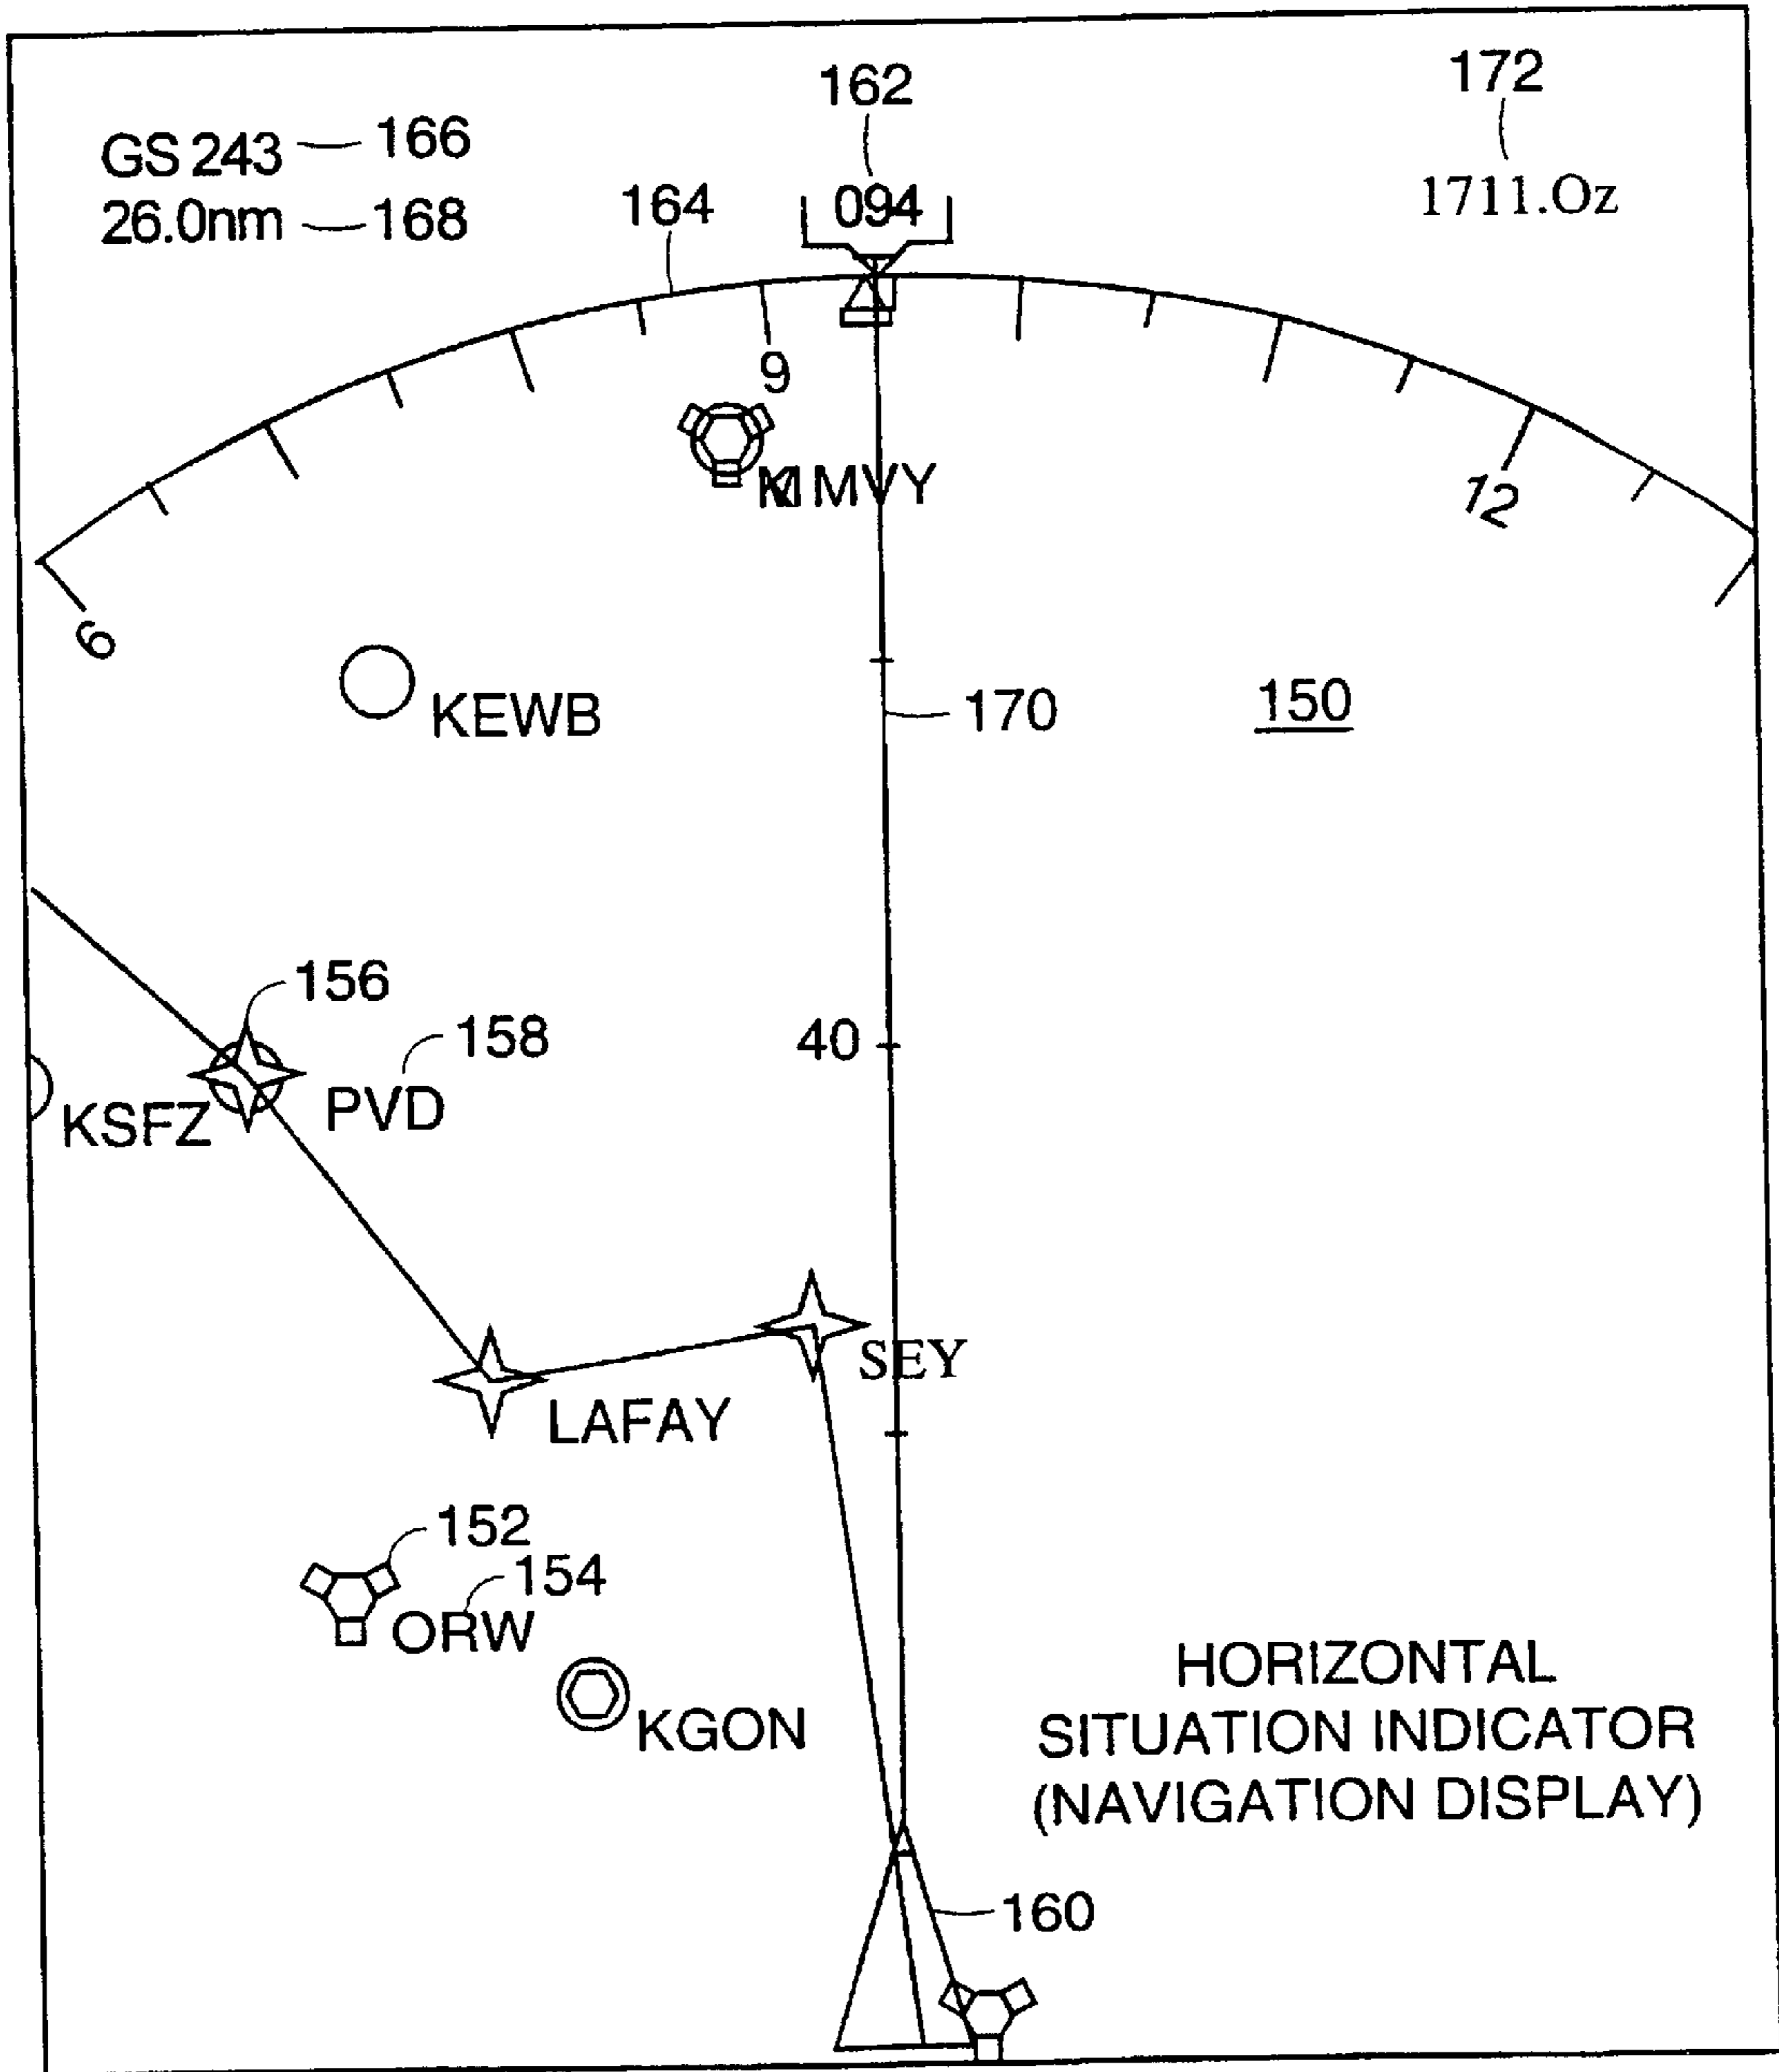 162
172
GS 243 166
094
1711.Oz
26.0nm 168
164
9
MVY
12
6
KEWB
170
150
156
158
40
KSFZ
PVD
SEY
LAFAY
152
154
ORW
KGON
HORIZONTAL
SITUATION INDICATOR
(NAVIGATION DISPLAY)
160